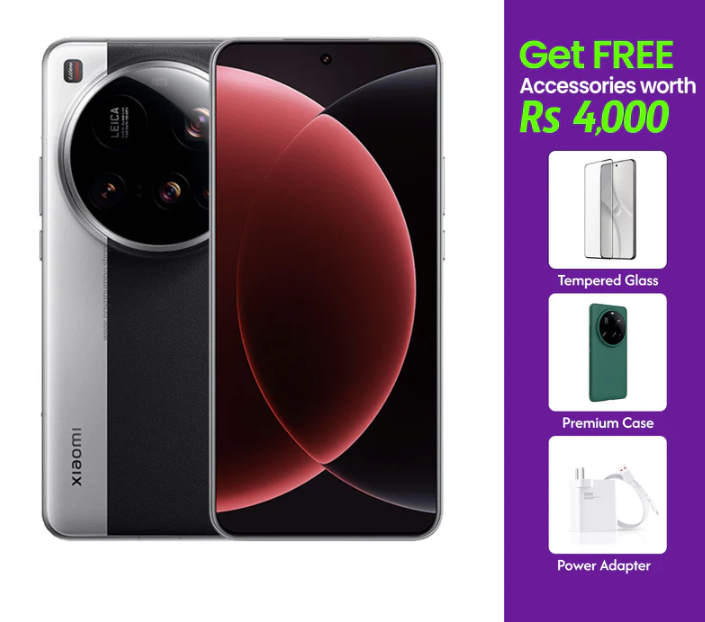 LEICA
xiaomi
Get FREE
Accessories worth
Rs 4,000
Tempered Glass
Premium Case
Power Adapter